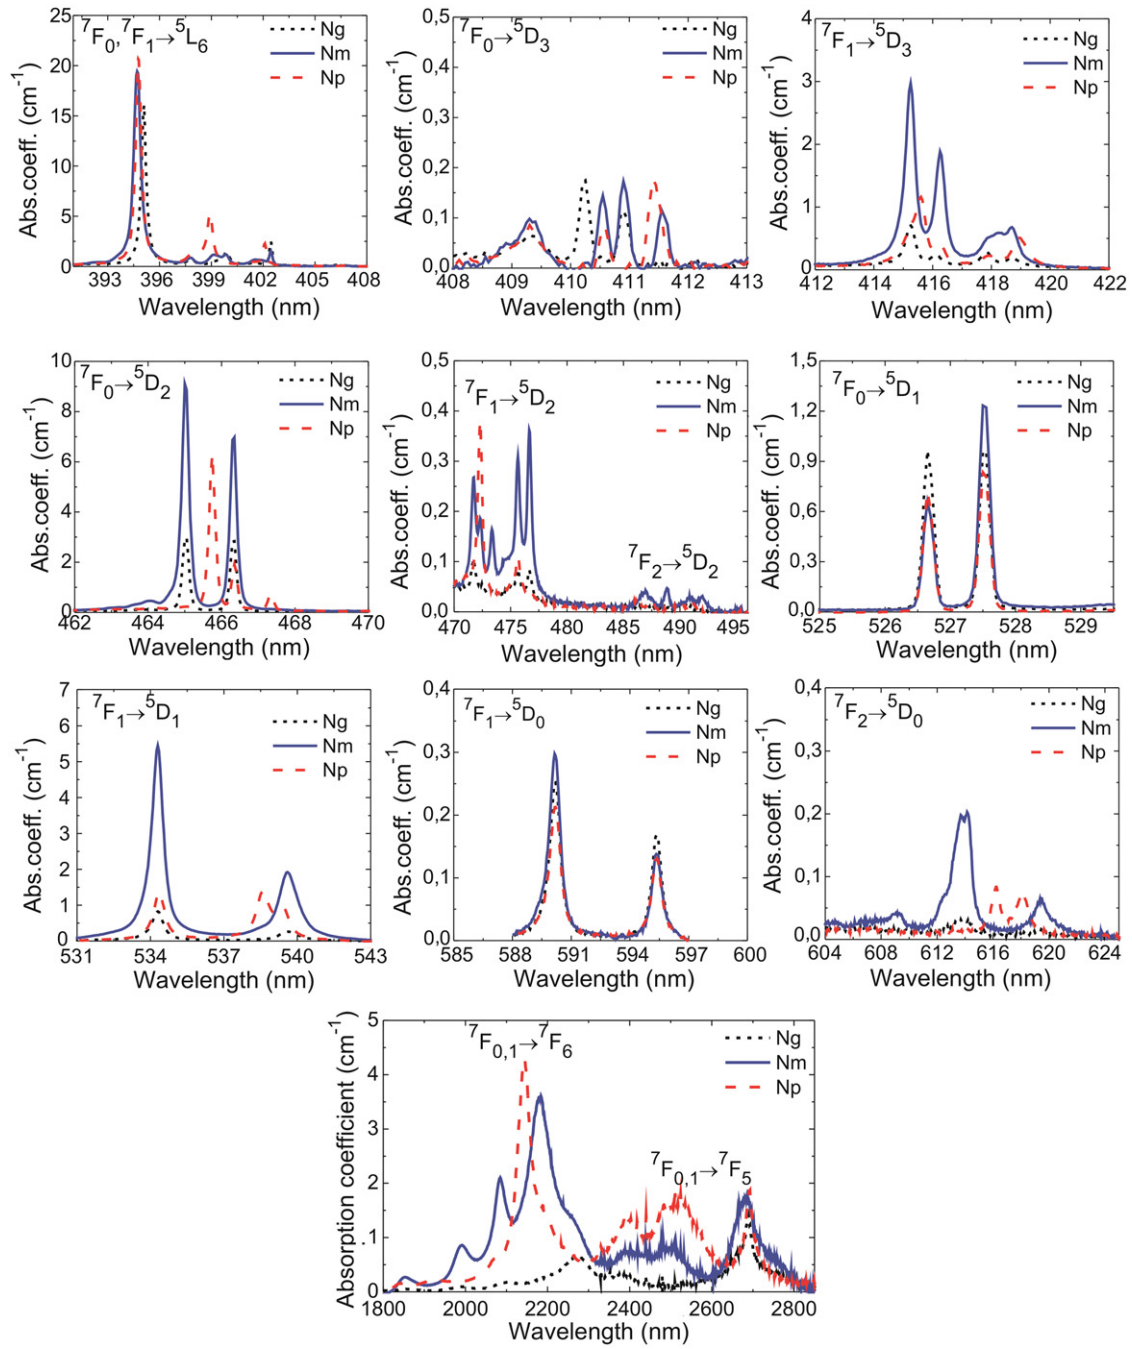 ⁷F₀, ⁷F₁→⁵L₆
Ng
Nm
Np
Abs.coeff. (cm⁻¹)
25
20
15
10
5
0
393 396 399 402 405 408
Wavelength (nm)
⁷F₀→⁵D₃
Ng
Nm
Np
Abs.coeff. (cm⁻¹)
0,5
0,4
0,3
0,2
0,1
0,0
408 409 410 411 412 413
Wavelength (nm)
⁷F₁→⁵D₃
Ng
Nm
Np
Abs.coeff. (cm⁻¹)
4
3
2
1
0
412 414 416 418 420 422
Wavelength (nm)
⁷F₀→⁵D₂
Ng
Nm
Np
Abs.coeff. (cm⁻¹)
10
8
6
4
2
0
462 464 466 468 470
Wavelength (nm)
⁷F₁→⁵D₂
Ng
Nm
Np
⁷F₂→⁵D₂
Abs.coeff. (cm⁻¹)
0,5
0,4
0,3
0,2
0,1
0,0
470 475 480 485 490 495
Wavelength (nm)
⁷F₀→⁵D₁
Ng
Nm
Np
Abs.coeff. (cm⁻¹)
1,5
1,2
0,9
0,6
0,3
0,0
525 526 527 528 529
Wavelength (nm)
⁷F₁→⁵D₁
Ng
Nm
Np
Abs.coeff. (cm⁻¹)
7
6
5
4
3
2
1
0
531 534 537 540 543
Wavelength (nm)
⁷F₁→⁵D₀
Ng
Nm
Np
Abs.coeff. (cm⁻¹)
0,4
0,3
0,2
0,1
0,0
585 588 591 594 597 600
Wavelength (nm)
⁷F₂→⁵D₀
Ng
Nm
Np
Abs.coeff. (cm⁻¹)
0,4
0,3
0,2
0,1
0,0
604 608 612 616 620 624
Wavelength (nm)
⁷F₀,₁→⁷F₆
Ng
Nm
Np
⁷F₀,₁→⁷F₅
Absorption coefficient (cm⁻¹)
5
4
3
2
1
0
1800 2000 2200 2400 2600 2800
Wavelength (nm)